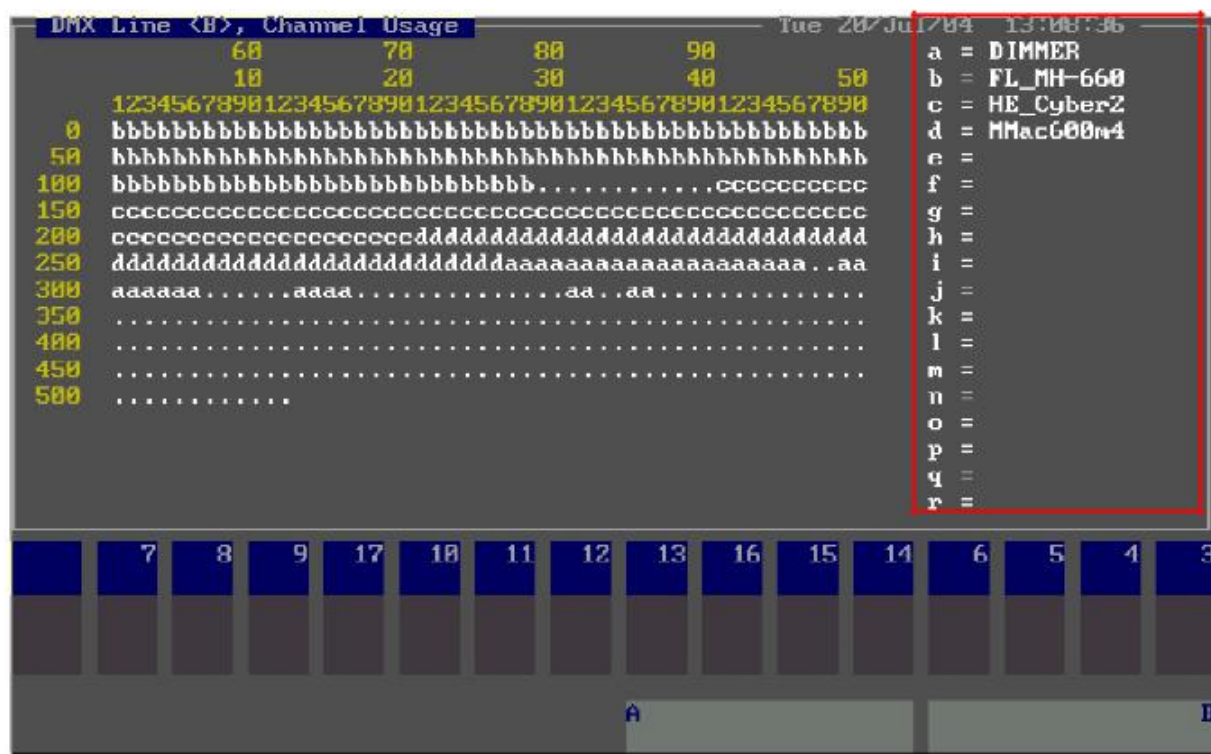 DMX Line <B>, Channel Usage Tue 20/Jul/04 13:08:36
60 70 80 90 a = DIMMER
10 20 30 40 50 b = FL_MH-660
12345678901234567890123456789012345678901234567890 c = HE_Cyber2
0 bbbbbbbbbbbbbbbbbbbbbbbbbbbbbbbbbbbbbbbbbbbbbbbbbb d = MMac600m4
50 bbbbbbbbbbbbbbbbbbbbbbbbbbbbbbbbbbbbbbbbbbbbbbbbbb e =
100 bbbbbbbbbbbbbbbbbbbbbbbbbbbb............cccccccccc f =
150 cccccccccccccccccccccccccccccccccccccccccccccccccc g =
200 ccccccccccccccccccccdddddddddddddddddddddddddddddd h =
250 ddddddddddddddddddddddddddaaaaaaaaaaaaaaaaaaaa..aa i =
300 aaaaaa......aaaa..............aa..aa.............. j =
350 .................................................. k =
400 .................................................. l =
450 .................................................. m =
500 ............ n =
o =
p =
q =
r =
7 8 9 17 10 11 12 13 16 15 14 6 5 4 3
A